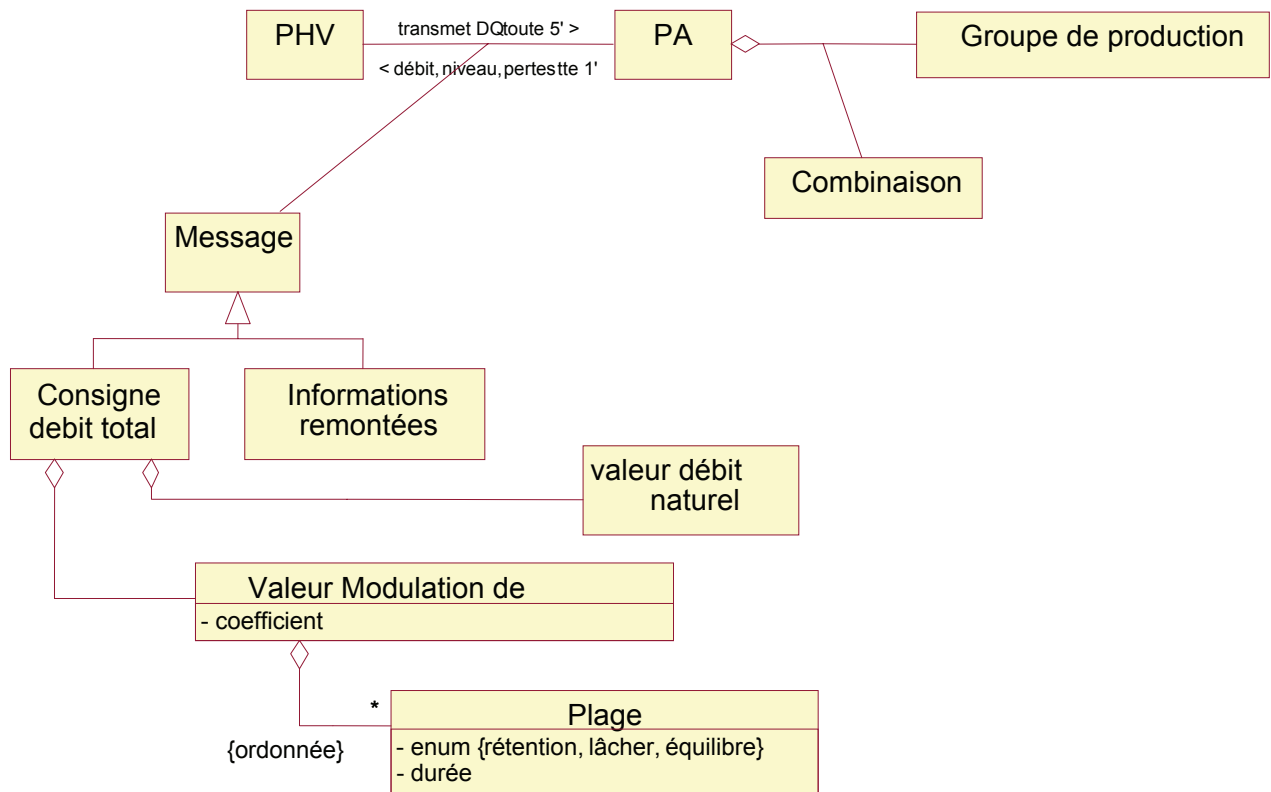 PHV
transmet DQtoute 5' >
PA
Groupe de production
< débit, niveau, pertestte 1'
Combinaison
Message
Consigne
debit total
Informations
remontées
valeur débit
naturel
Valeur Modulation de
- coefficient
*
{ordonnée}
Plage
- enum {rétention, lâcher, équilibre}
- durée